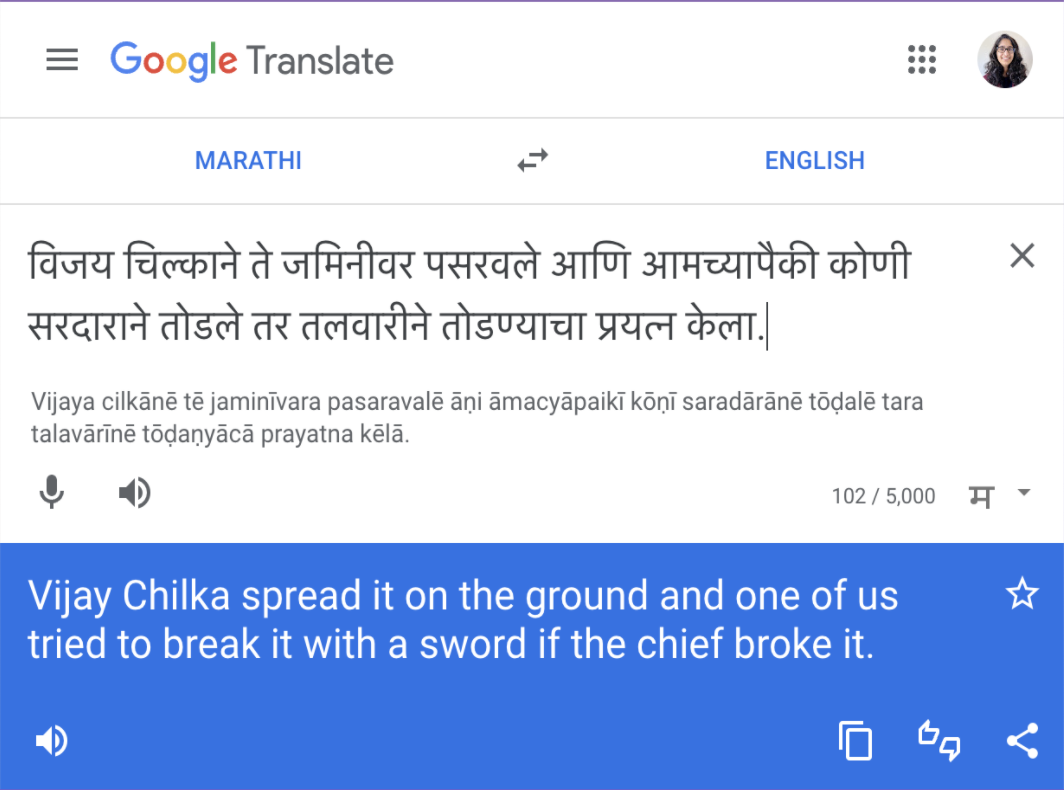 Google Translate
MARATHI
ENGLISH
विजय चिल्काने ते जमिनीवर पसरवले आणि आमच्यापैकी कोणी
सरदाराने तोडले तर तलवारीने तोडण्याचा प्रयत्न केला.
Vijaya cilkānē tē jaminīvara pasaravalē āṇi āmacyāpaikī kōṇī saradārānē tōḍalē tara
talavārīnē tōḍaṇyācā prayatna kēlā.
102 / 5,000
म
Vijay Chilka spread it on the ground and one of us
tried to break it with a sword if the chief broke it.